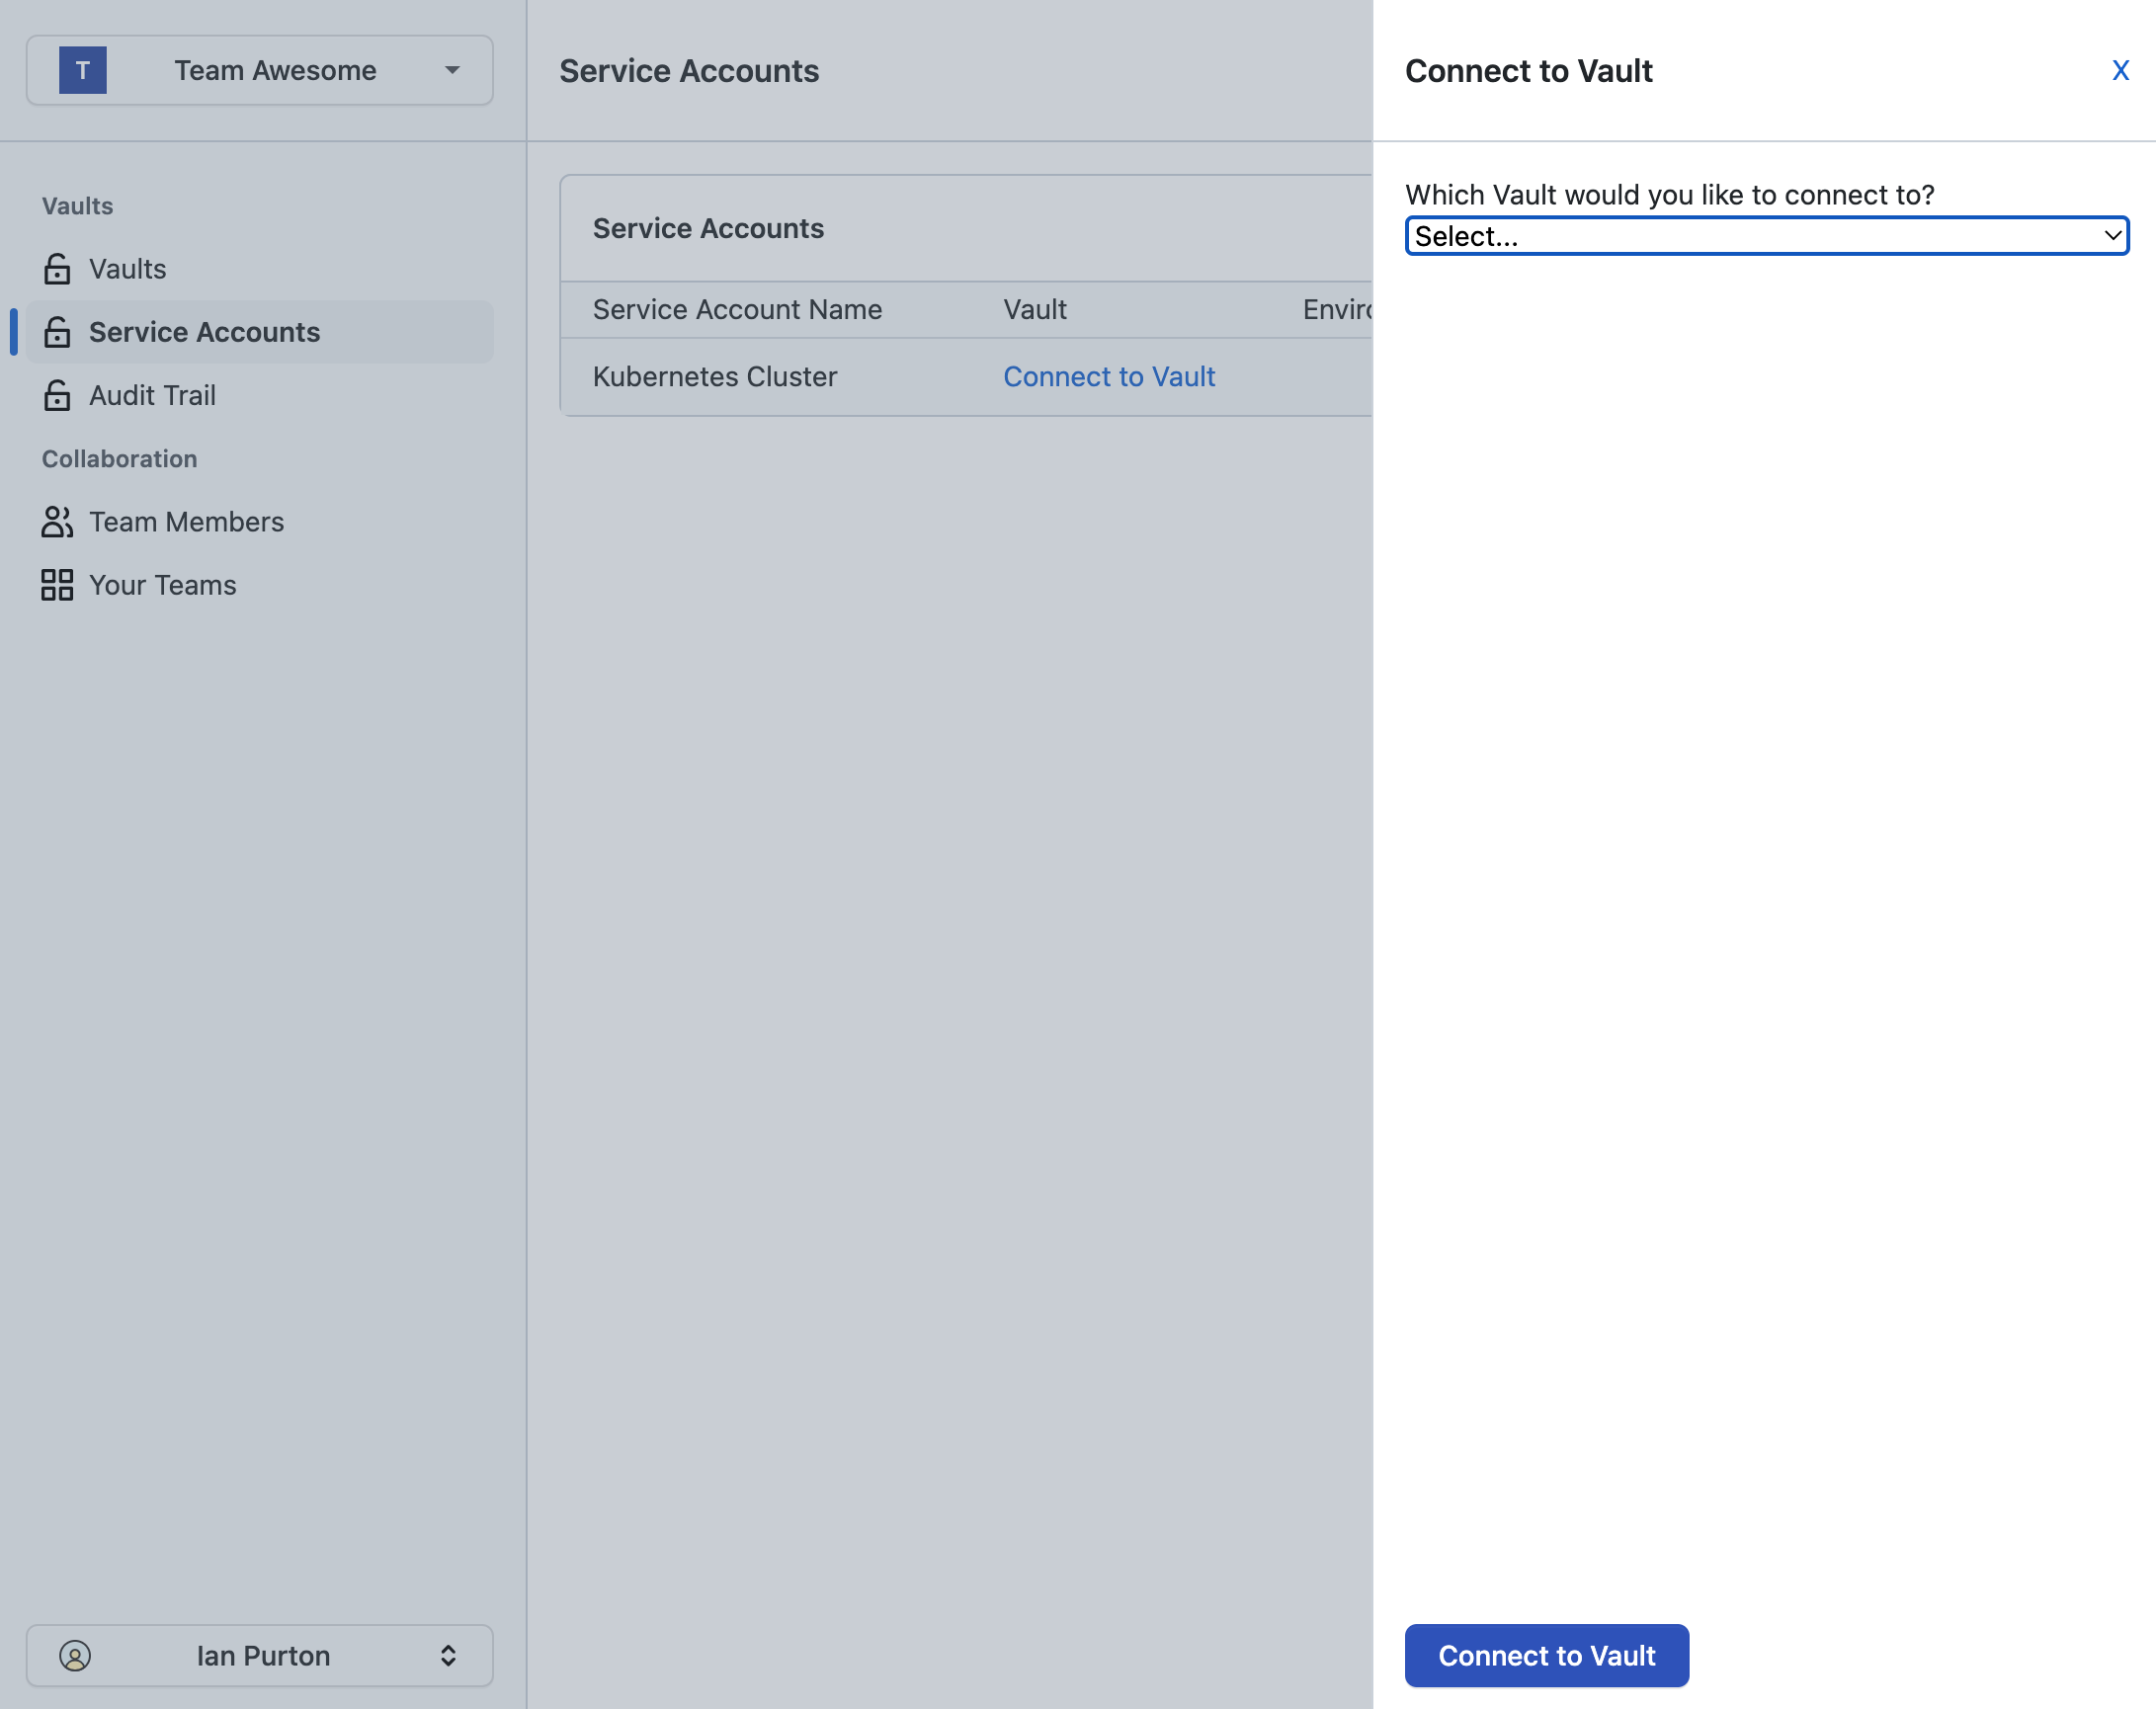 T
Team Awesome
Vaults
Vaults
Service Accounts
Audit Trail
Collaboration
Team Members
Your Teams
Ian Purton
Service Accounts
Service Accounts
Service Account Name Vault Enviro
Kubernetes Cluster Connect to Vault
Connect to Vault X
Which Vault would you like to connect to?
Select...
Connect to Vault